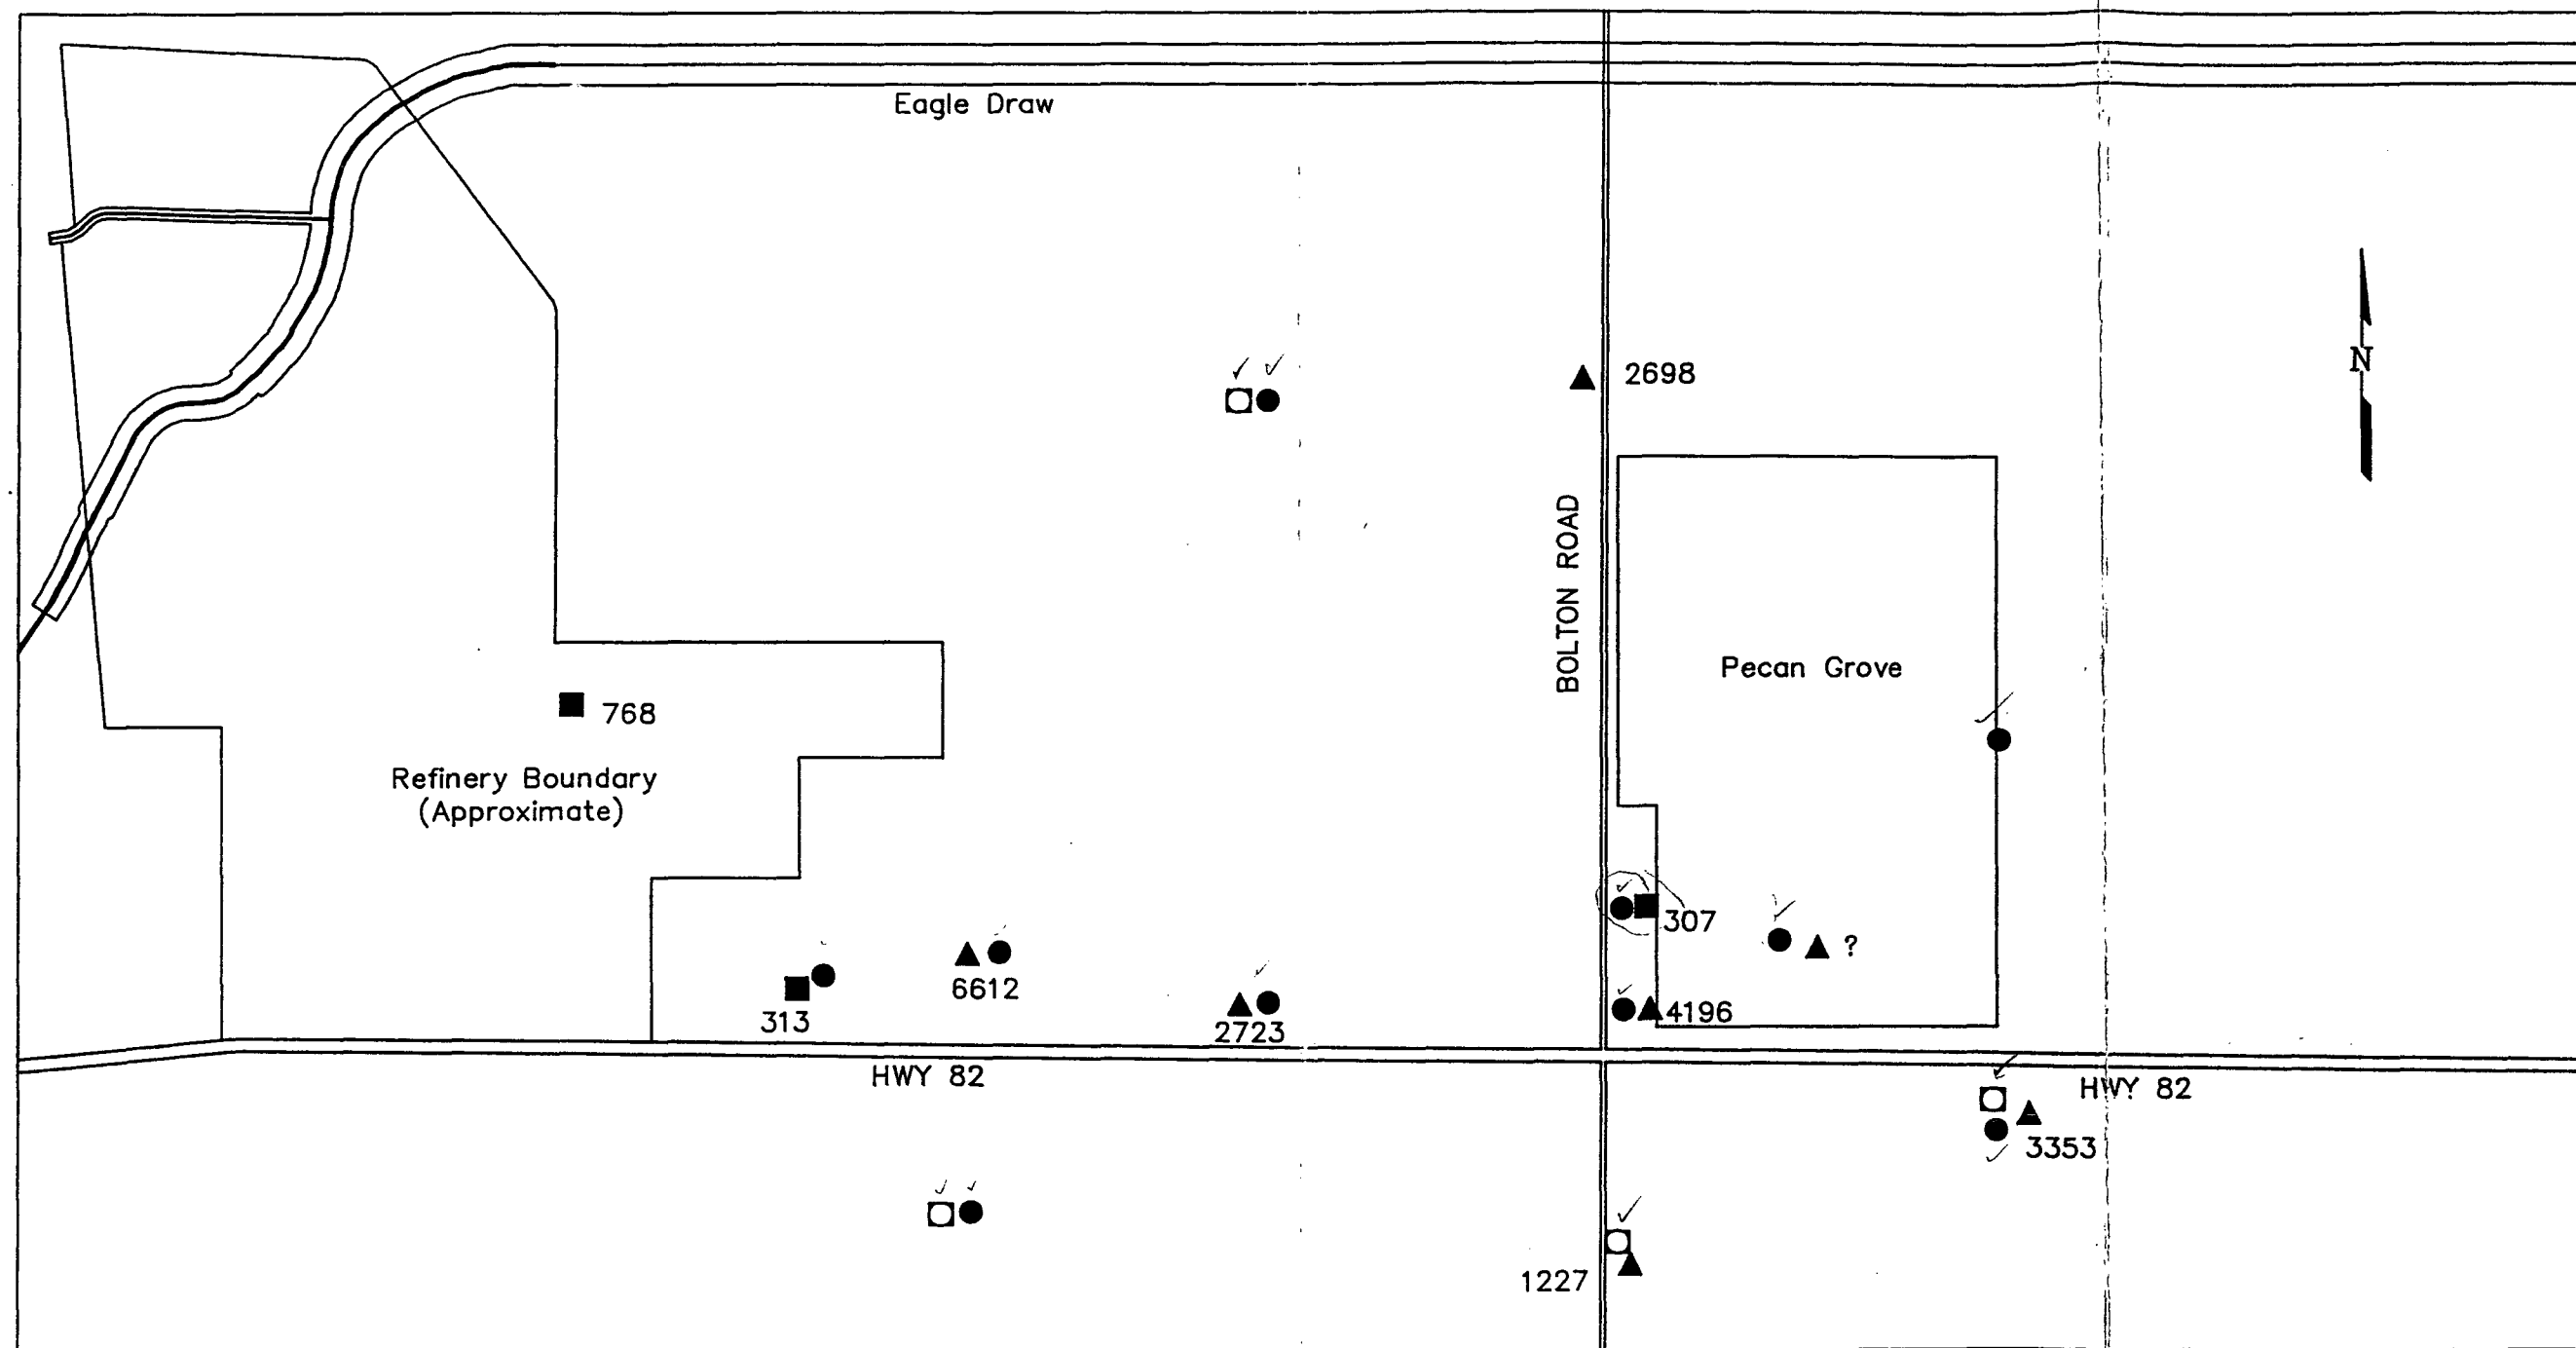 Eagle Draw
2698
N
BOLTON ROAD
Pecan Grove
768
Refinery Boundary
(Approximate)
307
?
6612
313
2723
4196
HWY 82
HWY 82
3353
1227